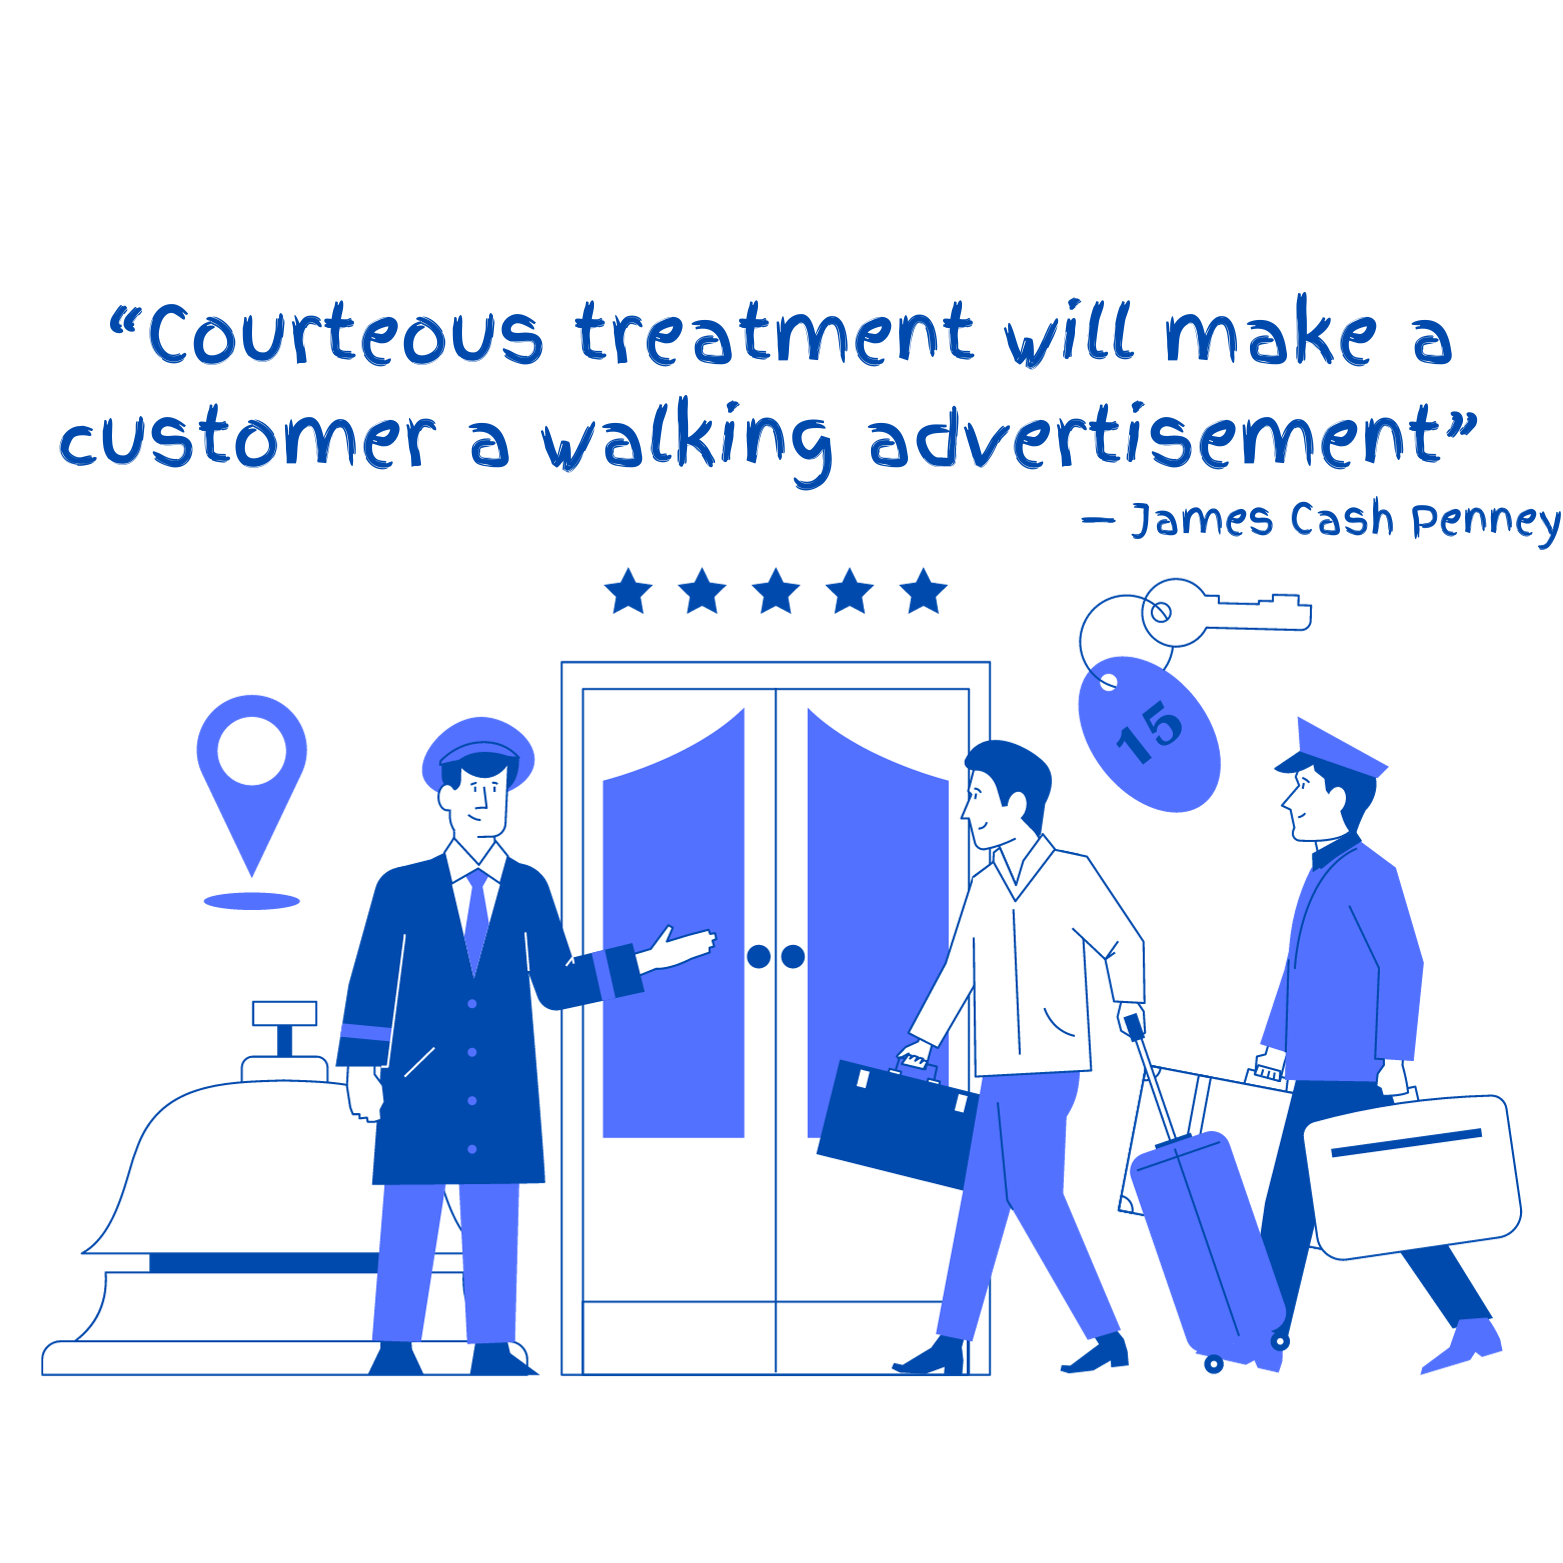 “Courteous treatment will make a
customer a walking advertisement”
– James Cash Penney
15